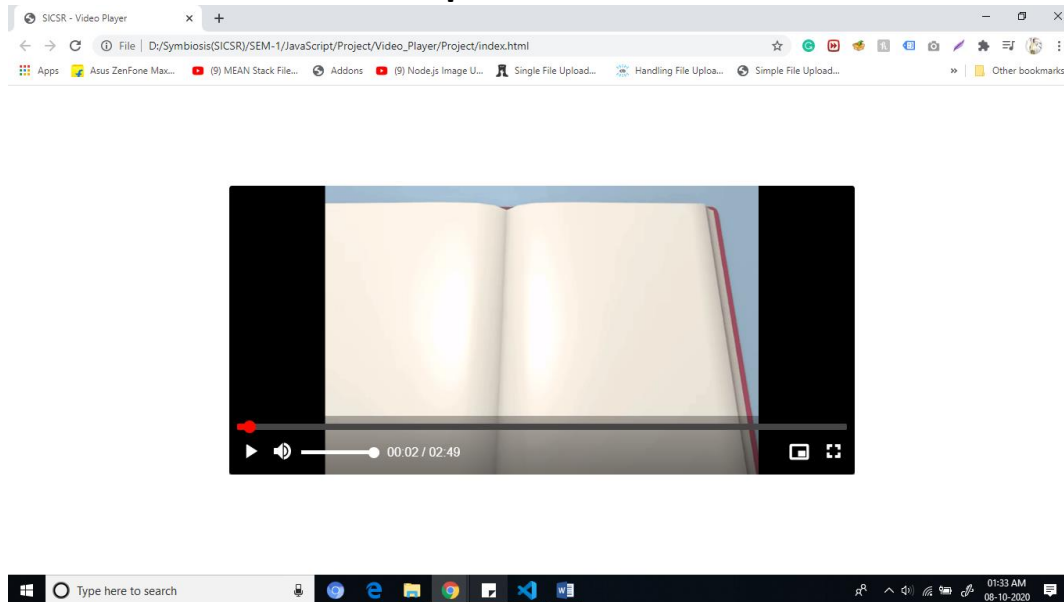 SICSR - Video Player
File | D:/Symbiosis(SICSR)/SEM-1/JavaScript/Project/Video_Player/Project/index.html
Apps Asus ZenFone Max... (9) MEAN Stack File... Addons (9) Node.js Image U... Single File Upload... Handling File Uploa... Simple File Upload... » Other bookmarks
00:02 / 02:49
Type here to search
01:33 AM
08-10-2020